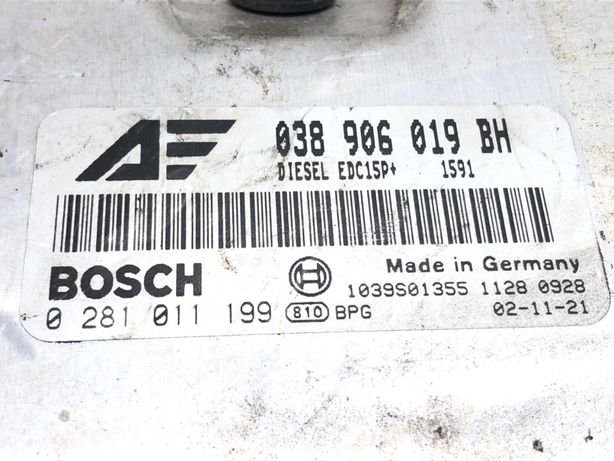 AE 038 906 019 BH
DIESEL EDC15P+ 1591
BOSCH Made in Germany
1039S01355 1128 0928
0 281 011 199 810 BPG 02-11-21